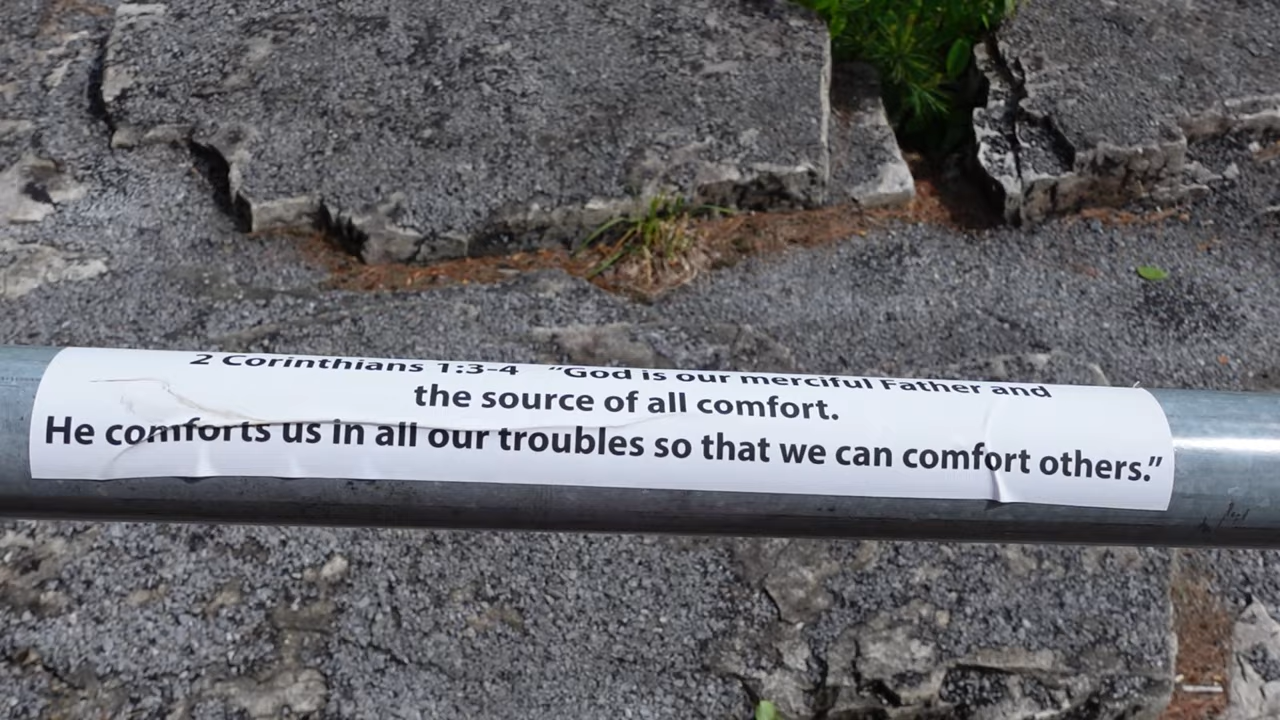 2 Corinthians 1:3-4 “God is our merciful Father and
the source of all comfort.
He comforts us in all our troubles so that we can comfort others.”